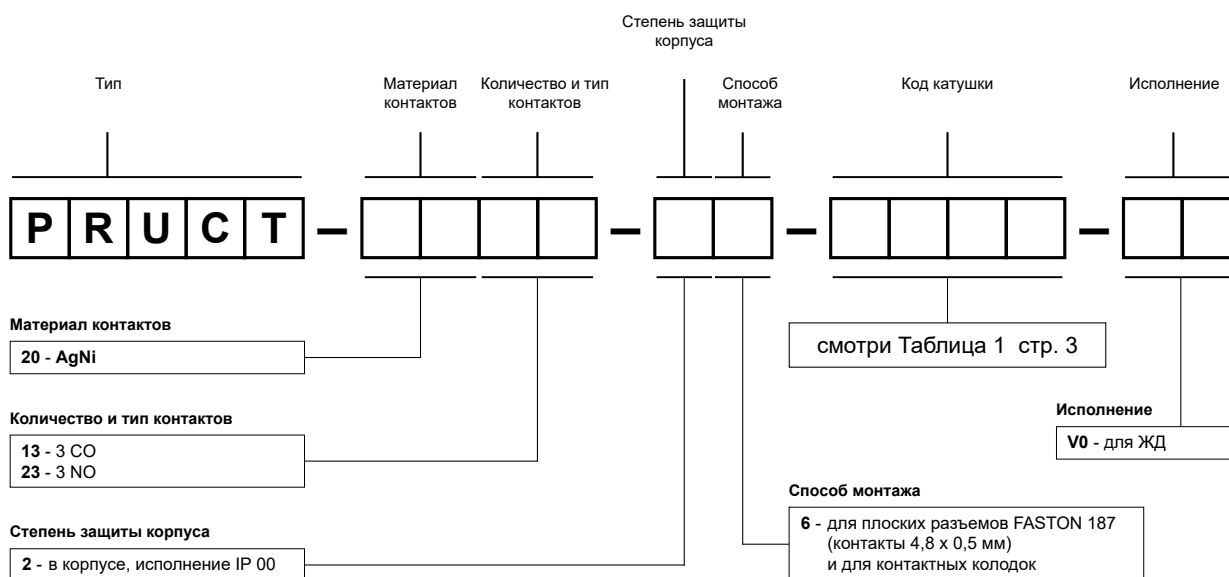 Степень защиты
корпуса
Тип
Материал
контактов
Количество и тип
контактов
Способ
монтажа
Код катушки
Исполнение
PRUCT – – – –
Материал контактов
20 - AgNi
смотри Таблица 1 стр. 3
Количество и тип контактов
13 - 3 CO
23 - 3 NO
Исполнение
V0 - для ЖД
Способ монтажа
6 - для плоских разъемов FASTON 187
(контакты 4,8 x 0,5 мм)
и для контактных колодок
Степень защиты корпуса
2 - в корпусе, исполнение IP 00